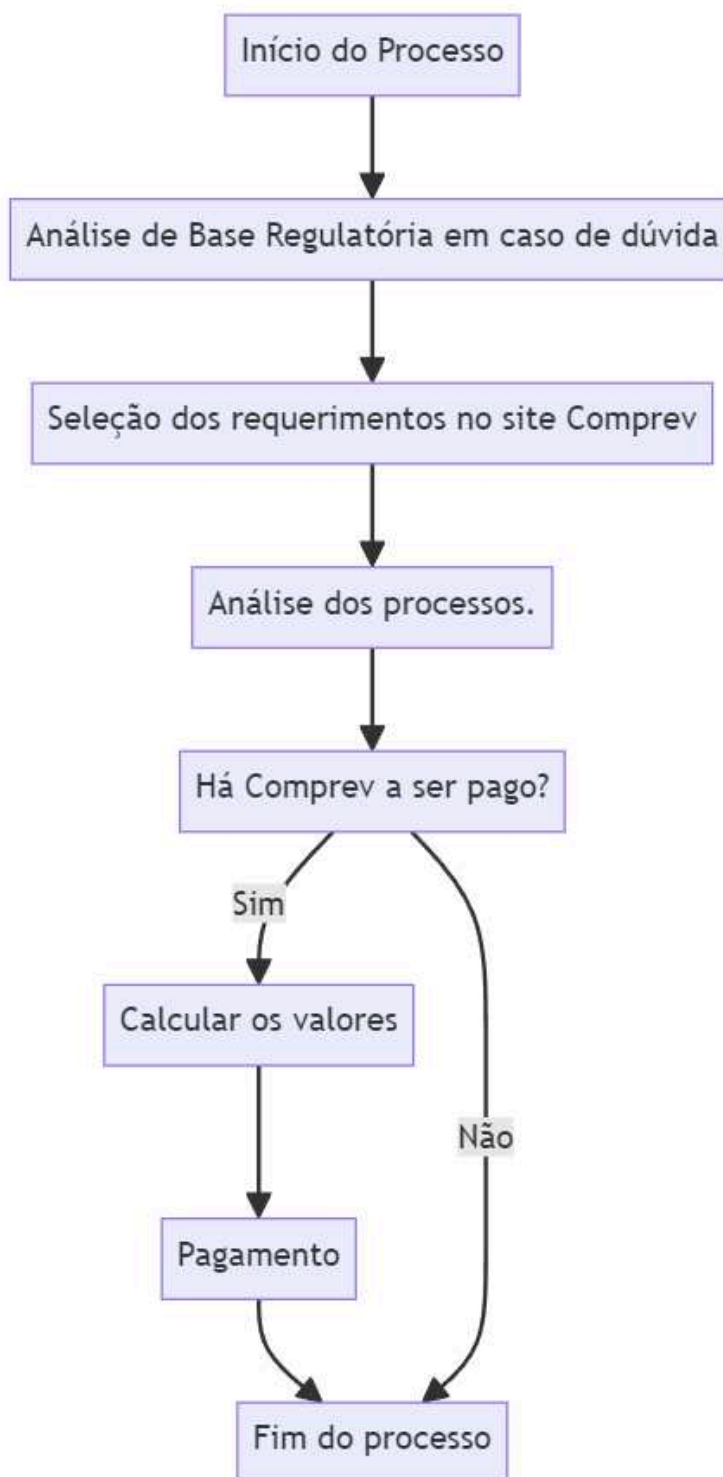 Início do Processo
Análise de Base Regulatória em caso de dúvida
Seleção dos requerimentos no site Comprev
Análise dos processos.
Há Comprev a ser pago?
Sim
Calcular os valores
Não
Pagamento
Fim do processo